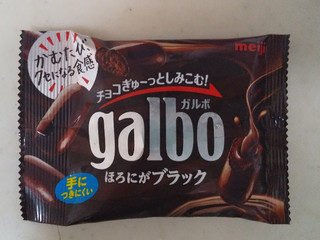 かむたび
クセになる食感
meiji
チョコぎゅーっとしみこむ!
ガルボ
galbo
ほろにがブラック
手に
つきにくい